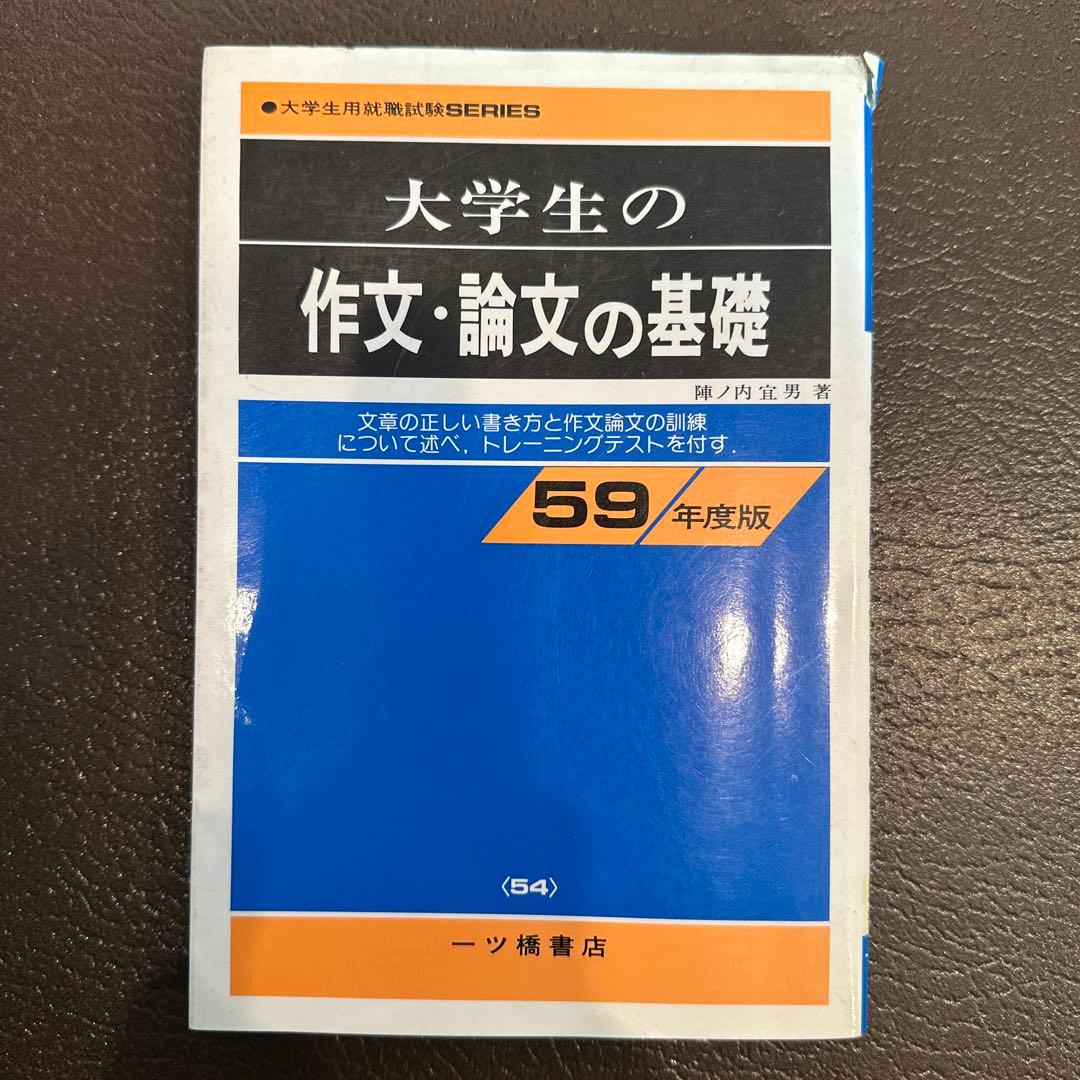 ●大学生用就職試験SERIES
大学生の
作文・論文の基礎
陣ノ内宜男 著
文章の正しい書き方と作文論文の訓練
について述べ，トレーニングテストを付す．
59/年度版
〈54〉
一ツ橋書店